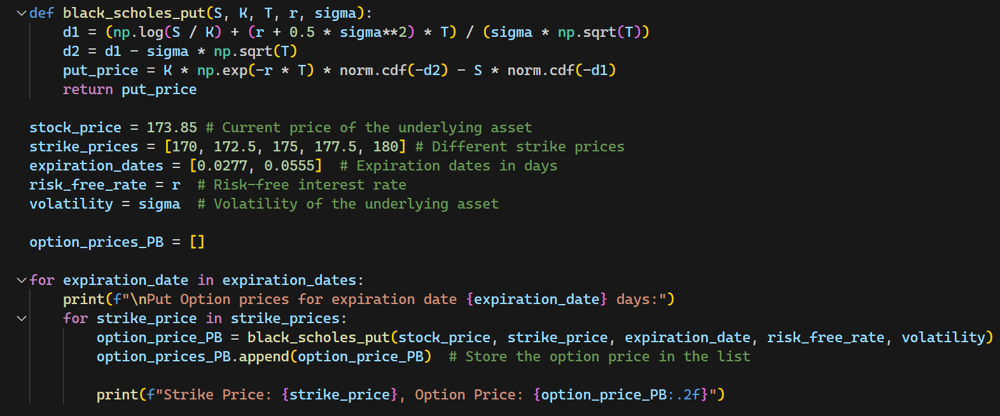 def black_scholes_put(S, K, T, r, sigma):
    d1 = (np.log(S / K) + (r + 0.5 * sigma**2) * T) / (sigma * np.sqrt(T))
    d2 = d1 - sigma * np.sqrt(T)
    put_price = K * np.exp(-r * T) * norm.cdf(-d2) - S * norm.cdf(-d1)
    return put_price

stock_price = 173.85 # Current price of the underlying asset
strike_prices = [170, 172.5, 175, 177.5, 180] # Different strike prices
expiration_dates = [0.0277, 0.0555]  # Expiration dates in days
risk_free_rate = r  # Risk-free interest rate
volatility = sigma  # Volatility of the underlying asset

option_prices_PB = []

for expiration_date in expiration_dates:
    print(f"\nPut Option prices for expiration date {expiration_date} days:")
    for strike_price in strike_prices:
        option_price_PB = black_scholes_put(stock_price, strike_price, expiration_date, risk_free_rate, volatility)
        option_prices_PB.append(option_price_PB)  # Store the option price in the list

        print(f"Strike Price: {strike_price}, Option Price: {option_price_PB:.2f}")